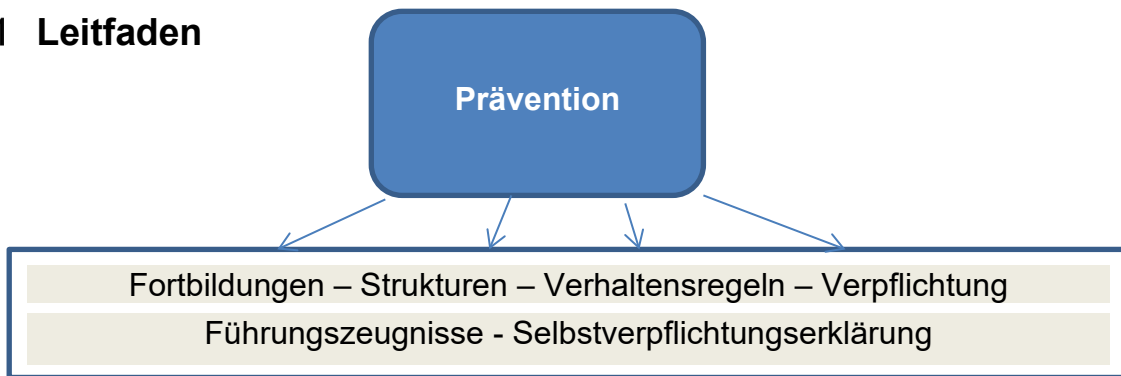 1 Leitfaden
Prävention
Fortbildungen – Strukturen – Verhaltensregeln – Verpflichtung
Führungszeugnisse - Selbstverpflichtungserklärung